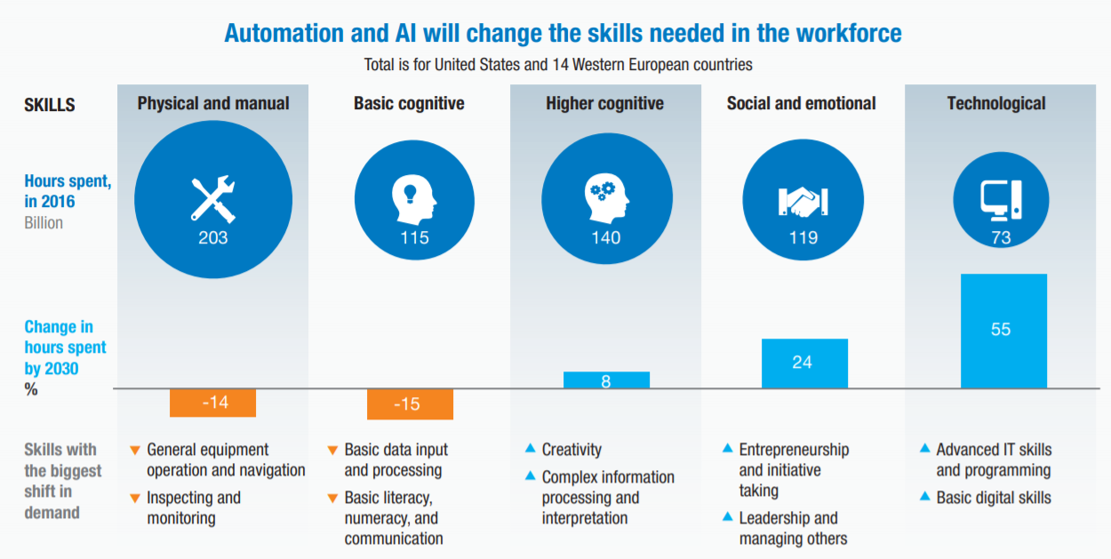 Automation and AI will change the skills needed in the workforce
Total is for United States and 14 Western European countries
SKILLS
Physical and manual
Basic cognitive
Higher cognitive
Social and emotional
Technological
Hours spent,
in 2016
Billion
203
115
140
119
73
Change in
hours spent
by 2030
%
-14
-15
8
24
55
Skills with
the biggest
shift in
demand
General equipment
operation and navigation
Inspecting and
monitoring
Basic data input
and processing
Basic literacy,
numeracy, and
communication
Creativity
Complex information
processing and
interpretation
Entrepreneurship
and initiative
taking
Leadership and
managing others
Advanced IT skills
and programming
Basic digital skills